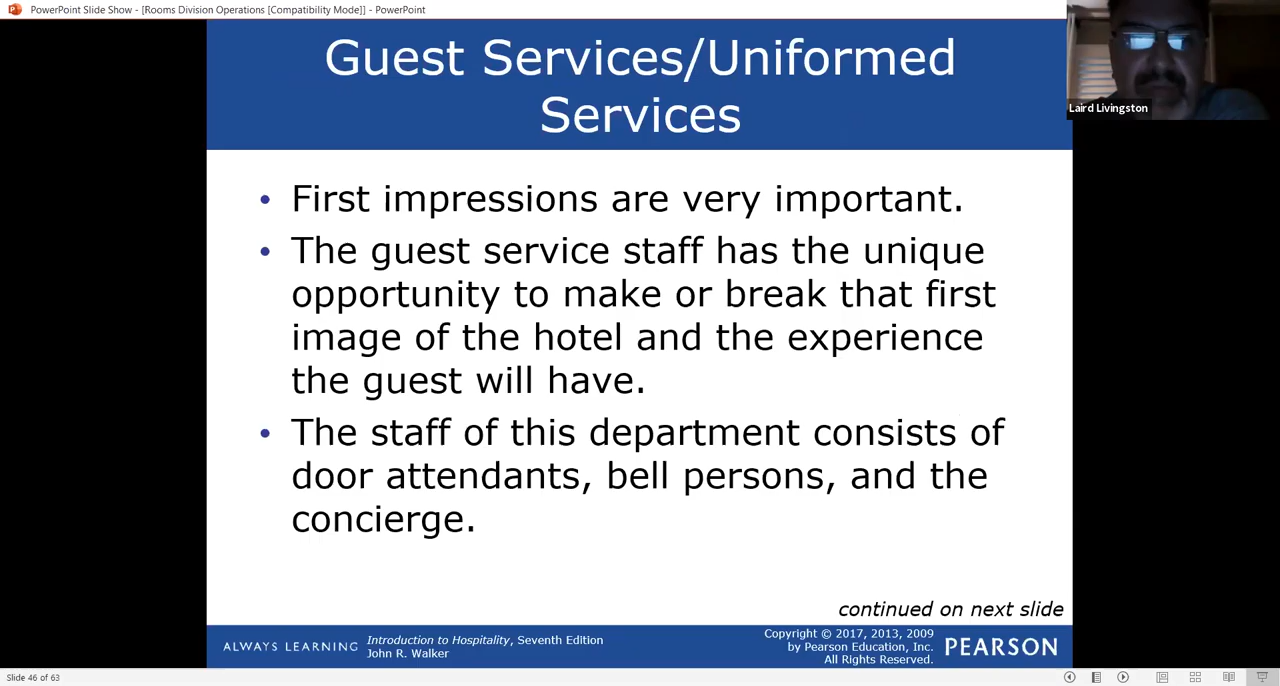 PowerPoint Slide Show - [Rooms Division Operations [Compatibility Mode]] - PowerPoint
Laird Livingston
Guest Services/Uniformed
Services
• First impressions are very important.
• The guest service staff has the unique
opportunity to make or break that first
image of the hotel and the experience
the guest will have.
• The staff of this department consists of
door attendants, bell persons, and the
concierge.
continued on next slide
ALWAYS LEARNING
Introduction to Hospitality, Seventh Edition
John R. Walker
Copyright © 2017, 2013, 2009
by Pearson Education, Inc.
All Rights Reserved.
PEARSON
Slide 46 of 63